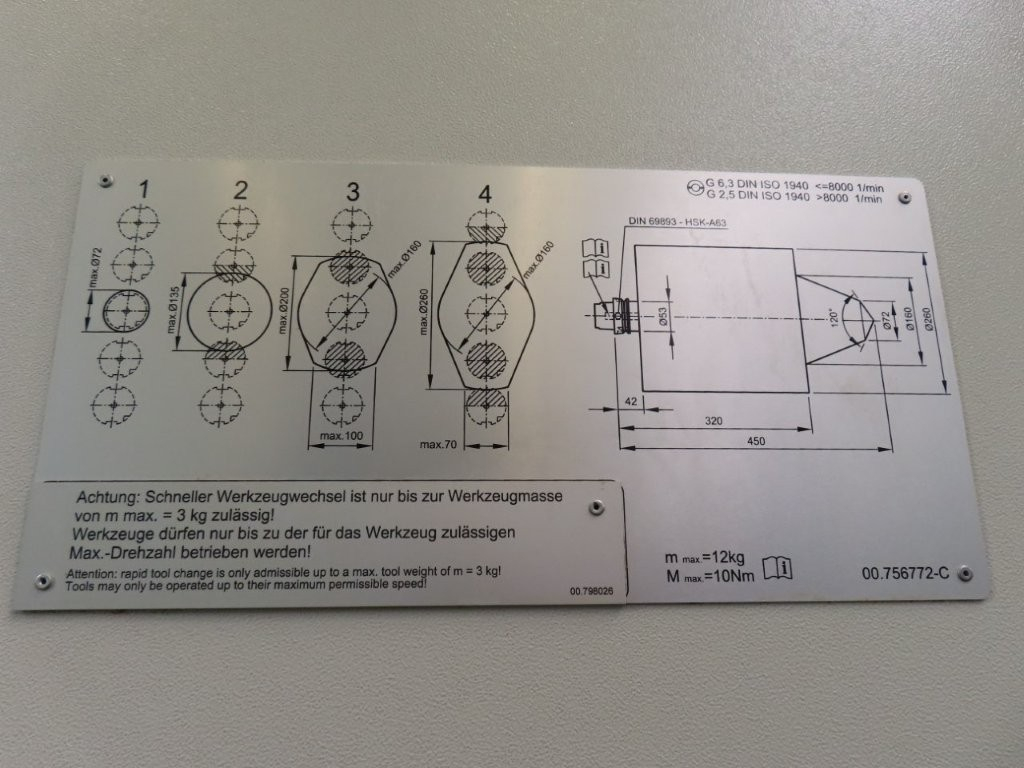 1
2
3
4
max.Ø72
max.Ø135
max.Ø200
max.Ø160
max.100
max.Ø260
max.Ø160
max.70
G 6,3 DIN ISO 1940 <=8000 1/min
G 2,5 DIN ISO 1940 >8000 1/min
DIN 69893 - HSK-A63
Ø53
120°
Ø72
Ø160
Ø260
42
320
450
Achtung: Schneller Werkzeugwechsel ist nur bis zur Werkzeugmasse
von m max. = 3 kg zulässig!
Werkzeuge dürfen nur bis zu der für das Werkzeug zulässigen
Max.-Drehzahl betrieben werden!
Attention: rapid tool change is only admissible up to a max. tool weight of m = 3 kg!
Tools may only be operated up to their maximum permissible speed!
00.798026
m max.=12kg
M max.=10Nm
i
00.756772-C